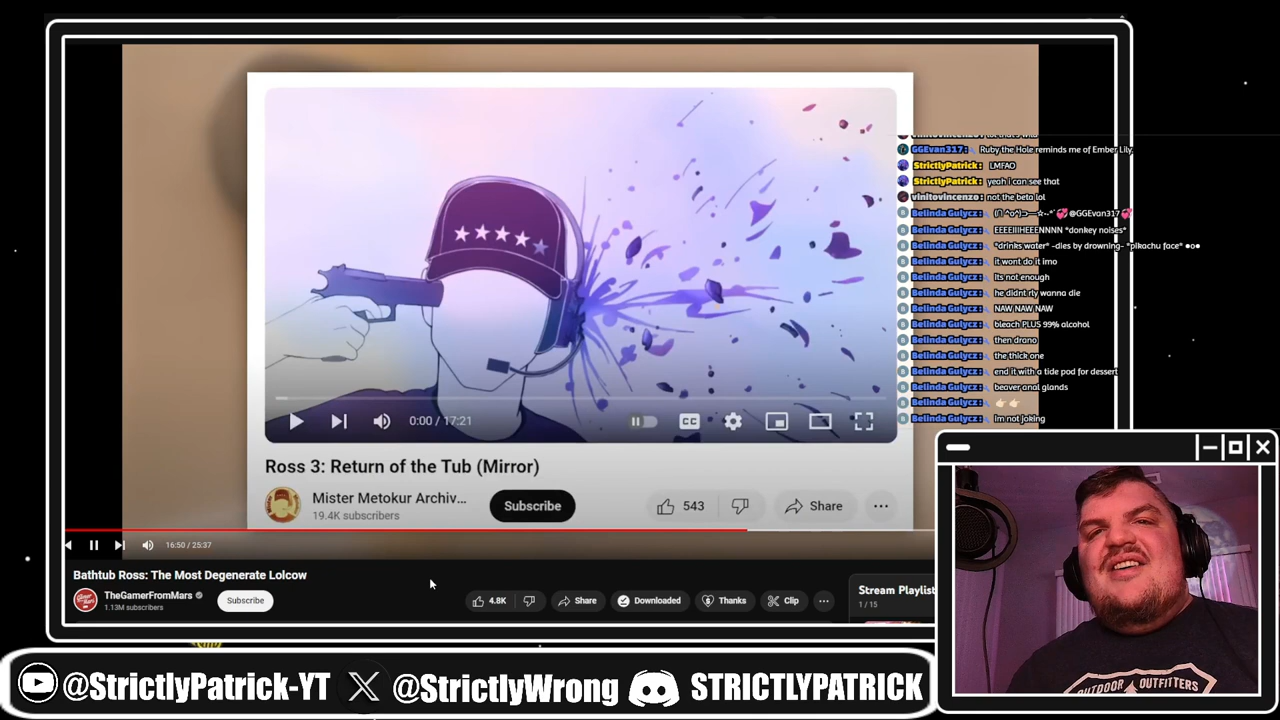 GGEvan317: Ruby the Hole reminds me of Ember Lily.
StrictlyPatrick: LMFAO
StrictlyPatrick: yeah i can see that
vinitovincenzo: not the beta lol
Belinda Gulycz: @GGEvan317
Belinda Gulycz: EEEEIIIHEEENNNN *donkey noises*
Belinda Gulycz: *drinks water* -dies by drowning- *pikachu face* •o•
Belinda Gulycz: it wont do it imo
Belinda Gulycz: Its not enough
Belinda Gulycz: he didnt rly wanna die
Belinda Gulycz: NAW NAW NAW
Belinda Gulycz: bleach PLUS 99% alcohol
Belinda Gulycz: then drano
Belinda Gulycz: the thick one
Belinda Gulycz: end it with a tide pod for dessert
Belinda Gulycz: beaver anal glands
Belinda Gulycz: 👉🏻 👉🏻
Belinda Gulycz: Im not joking
0:00 / 17:21
CC
Ross 3: Return of the Tub (Mirror)
Mister Metokur Archiv...
19.4K subscribers
Subscribe
543
Share
16:50 / 25:37
Bathtub Ross: The Most Degenerate Lolcow
TheGamerFromMars
1.13M subscribers
Subscribe
4.8K
Share
Downloaded
Thanks
Clip
Stream Playlist
1 / 15
OUTDOOR OUTFITTERS
@StrictlyPatrick-YT
@StrictlyWrong
STRICTLYPATRICK